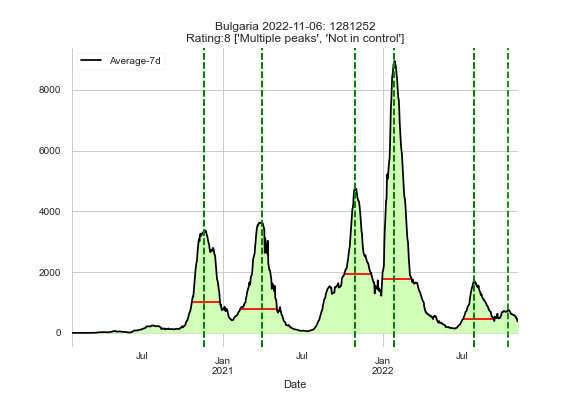 Bulgaria 2022-11-06: 1281252
Rating:8 ['Multiple peaks', 'Not in control']
Average-7d
8000
6000
4000
2000
0
Jul
Jan
2021
Jul
Jan
2022
Jul
Date